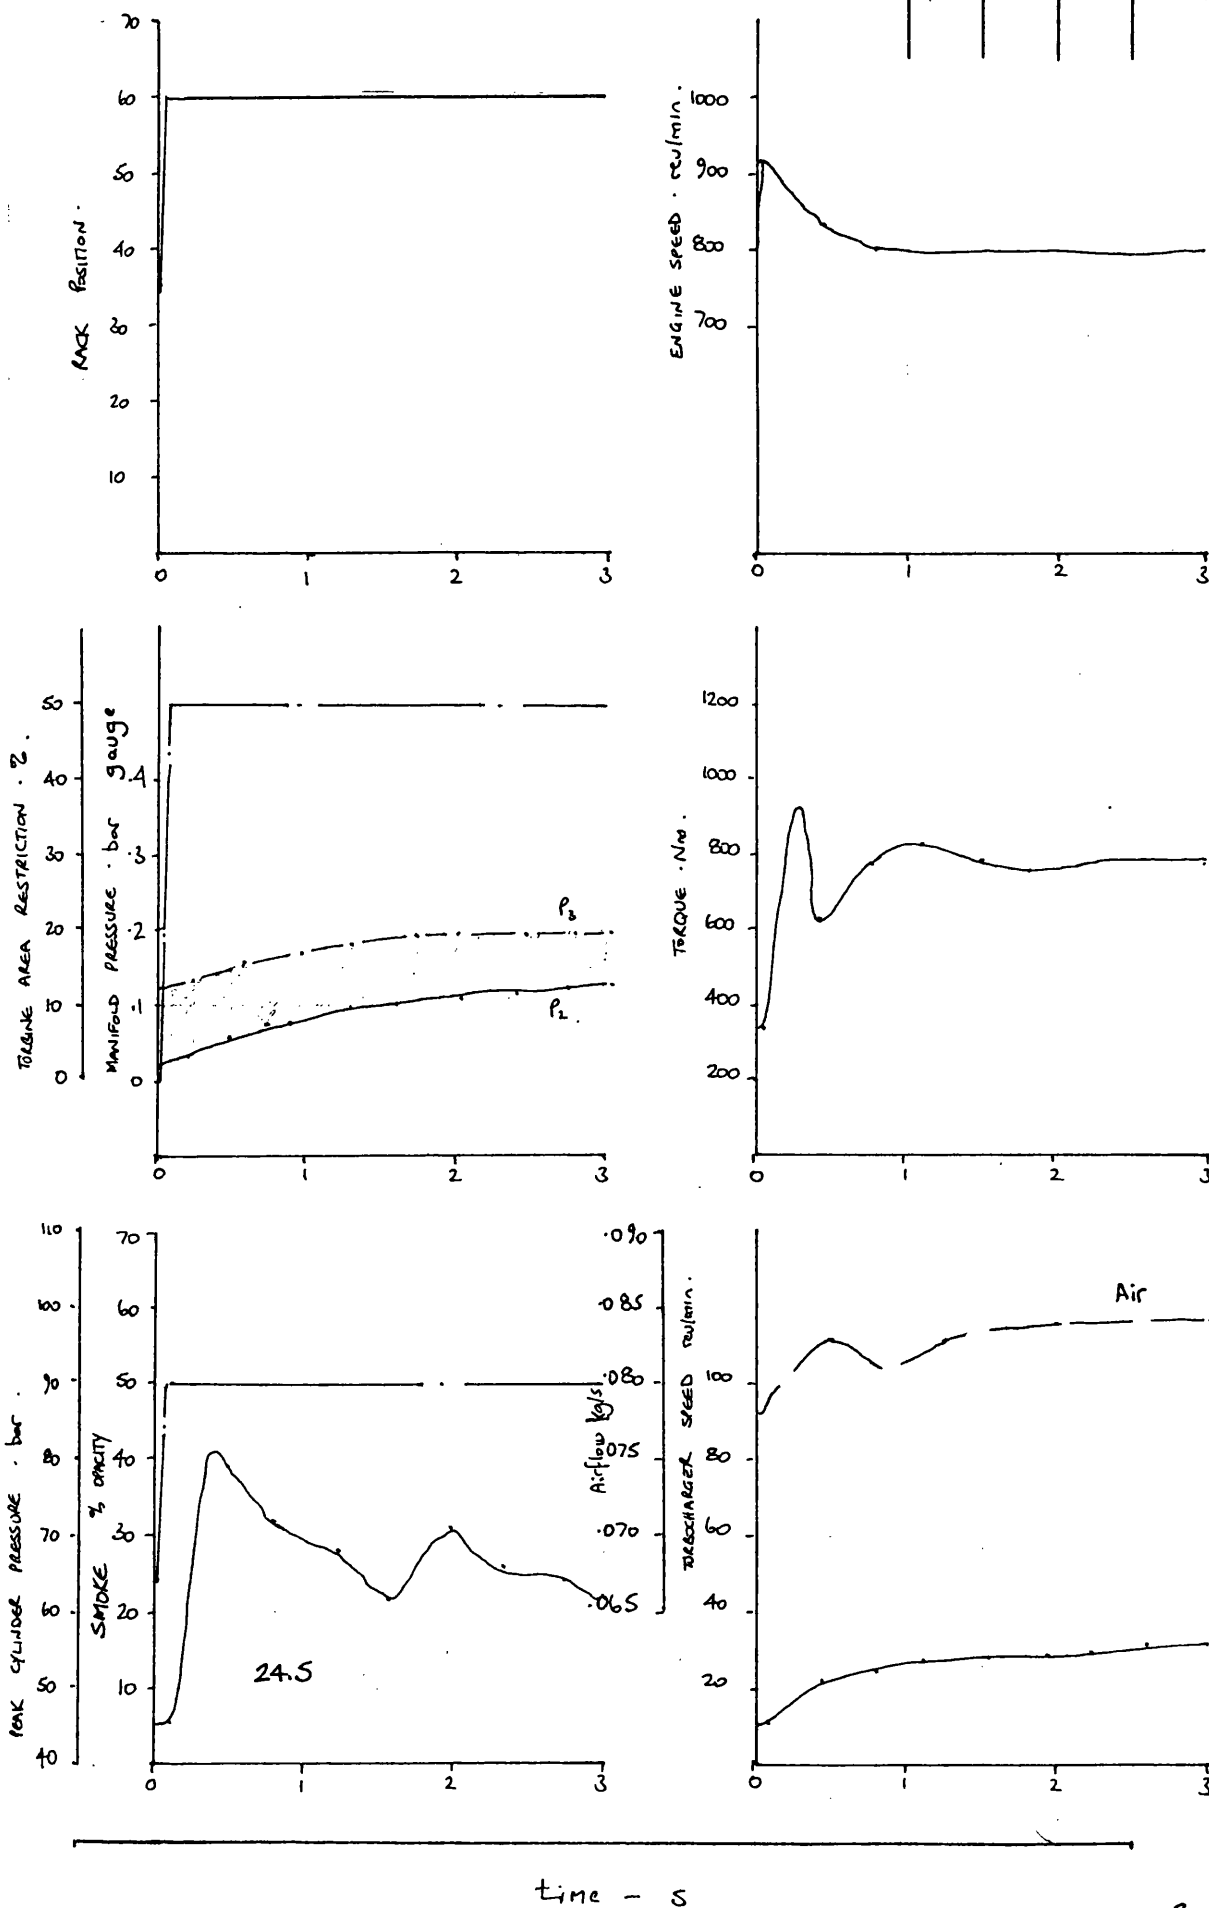 70
60
50
40
30
20
10
RACK POSITION.
0 1 2 3
1000
900
800
700
ENGINE SPEED . rev/min.
0 1 2 3
50
40
30
20
10
0
TURBINE AREA RESTRICTION . %.
.4
.3
.2
.1
0
MANIFOLD PRESSURE . bar gauge
P3
P2
0 1 2 3
1200
1000
800
600
400
200
TORQUE . Nm.
0 1 2 3
110
100
90
80
70
60
50
40
PEAK CYLINDER PRESSURE . bar.
70
60
50
40
30
20
10
SMOKE % OPACITY
24.5
0 1 2 3
.090
.085
.080
.075
.070
.065
Airflow kg/s
100
80
60
40
20
TURBOCHARGER SPEED rev/min.
Air
0 1 2 3
time - s